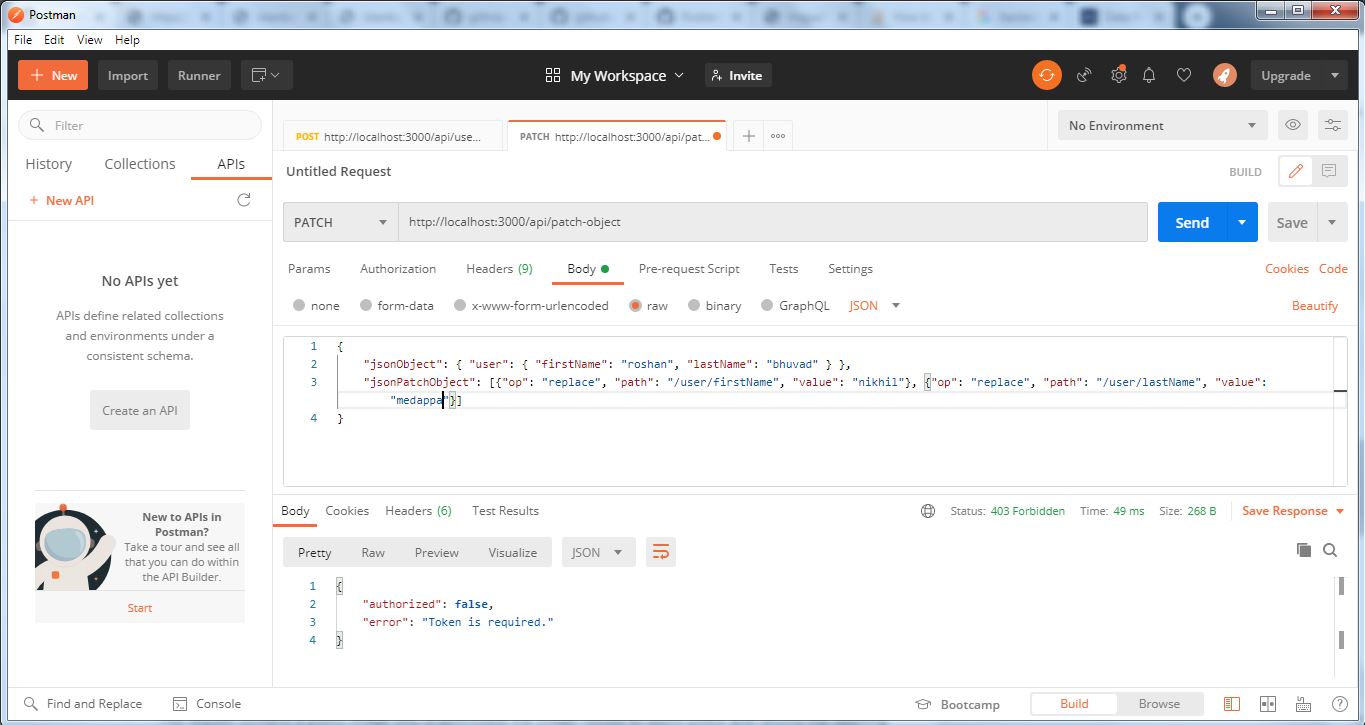 Postman
File Edit View Help
+ New Import Runner My Workspace Invite Upgrade
Filter
History Collections APIs
+ New API
No APIs yet
APIs define related collections
and environments under a
consistent schema.
Create an API
New to APIs in
Postman?
Take a tour and see all
that you can do within
the API Builder.
Start
POST http://localhost:3000/api/use...
PATCH http://localhost:3000/api/pat...
No Environment
Untitled Request
BUILD
PATCH http://localhost:3000/api/patch-object Send Save
Params Authorization Headers (9) Body Pre-request Script Tests Settings Cookies Code
none form-data x-www-form-urlencoded raw binary GraphQL JSON Beautify
1 {
2 "jsonObject": { "user": { "firstName": "roshan", "lastName": "bhuvad" } },
3 "jsonPatchObject": [{"op": "replace", "path": "/user/firstName", "value": "nikhil"}, {"op": "replace", "path": "/user/lastName", "value":
"medappa"}]
4 }
Body Cookies Headers (6) Test Results Status: 403 Forbidden Time: 49 ms Size: 268 B Save Response
Pretty Raw Preview Visualize JSON
1 {
2 "authorized": false,
3 "error": "Token is required."
4 }
Find and Replace Console Bootcamp Build Browse